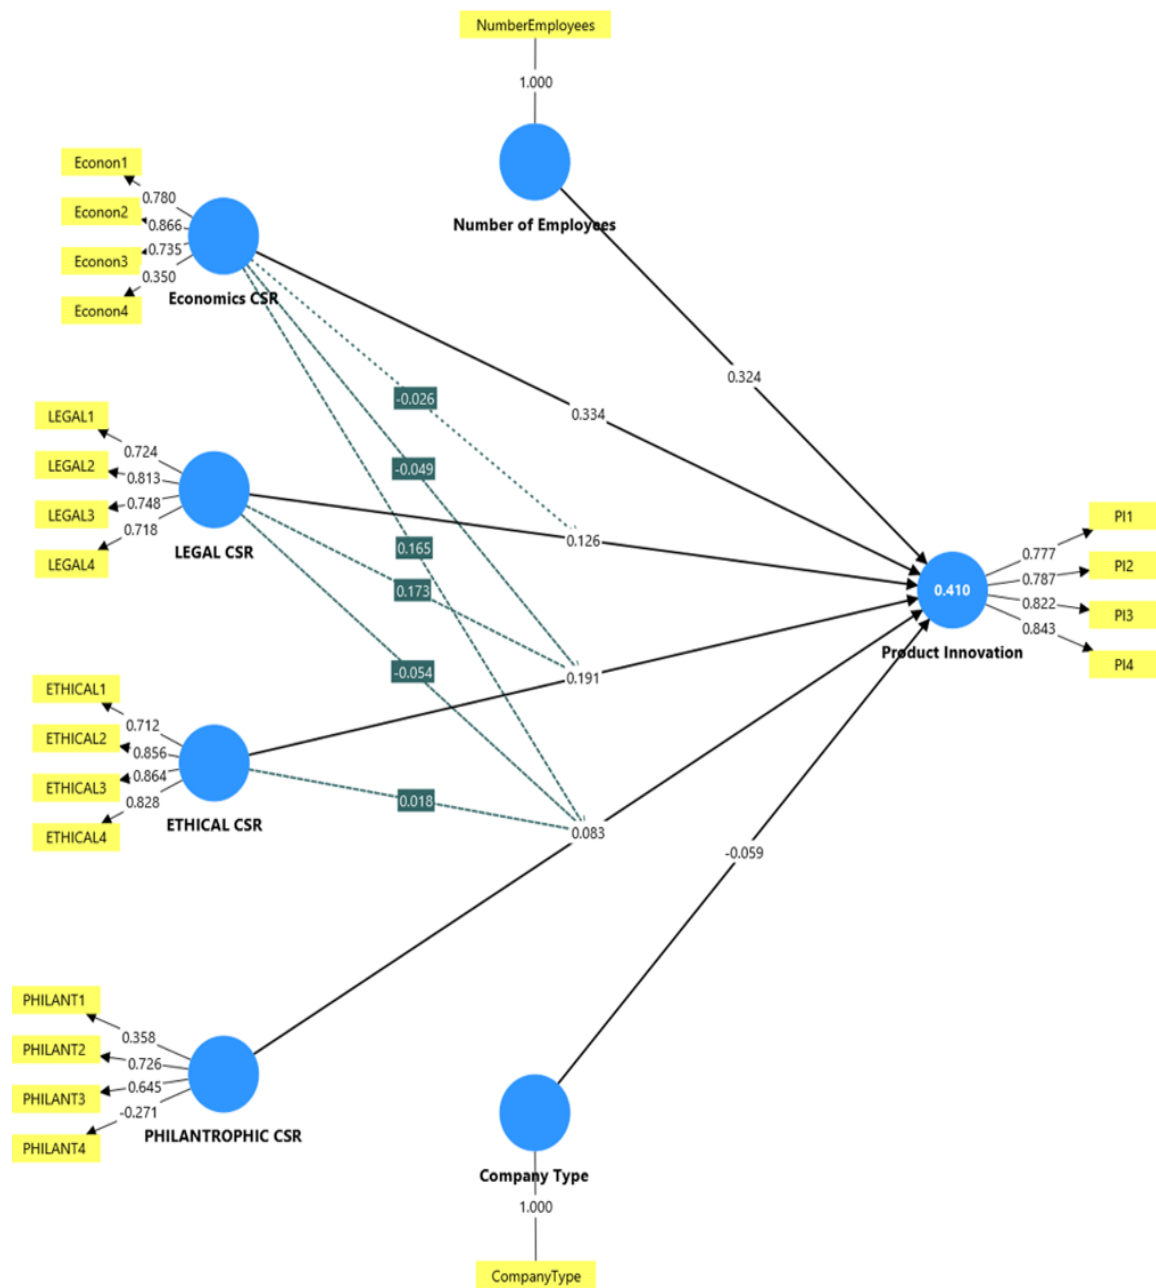 NumberEmployees
1.000
Number of Employees
Econon1
Econon2
Econon3
Econon4
0.780
0.866
0.735
0.350
Economics CSR
LEGAL1
LEGAL2
LEGAL3
LEGAL4
0.724
0.813
0.748
0.718
LEGAL CSR
ETHICAL1
ETHICAL2
ETHICAL3
ETHICAL4
0.712
0.856
0.864
0.828
ETHICAL CSR
PHILANT1
PHILANT2
PHILANT3
PHILANT4
0.358
0.726
0.645
-0.271
PHILANTROPHIC CSR
-0.026
-0.049
0.165
0.173
-0.054
0.018
0.324
0.334
0.126
0.191
0.083
-0.059
0.410
Product Innovation
0.777
0.787
0.822
0.843
PI1
PI2
PI3
PI4
Company Type
1.000
CompanyType